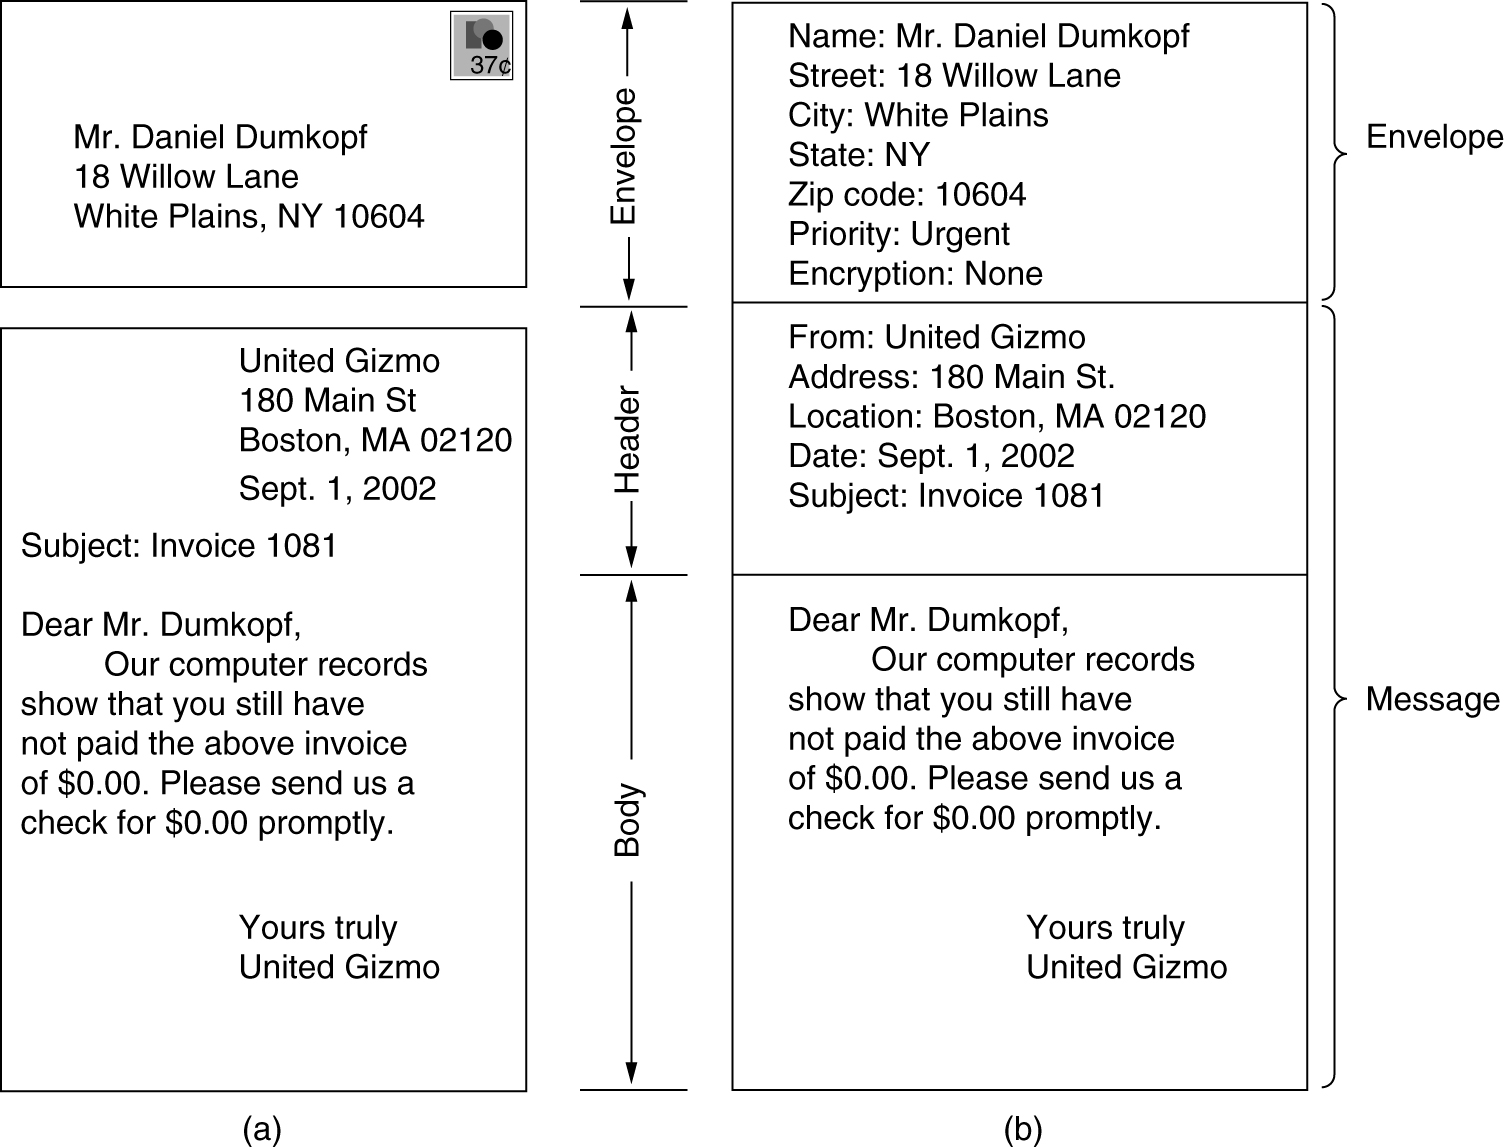 37¢
Mr. Daniel Dumkopf
18 Willow Lane
White Plains, NY 10604
United Gizmo
180 Main St
Boston, MA 02120
Sept. 1, 2002
Subject: Invoice 1081
Dear Mr. Dumkopf,
Our computer records
show that you still have
not paid the above invoice
of $0.00. Please send us a
check for $0.00 promptly.
Yours truly
United Gizmo
(a)
Envelope
Header
Body
Name: Mr. Daniel Dumkopf
Street: 18 Willow Lane
City: White Plains
State: NY
Zip code: 10604
Priority: Urgent
Encryption: None
From: United Gizmo
Address: 180 Main St.
Location: Boston, MA 02120
Date: Sept. 1, 2002
Subject: Invoice 1081
Dear Mr. Dumkopf,
Our computer records
show that you still have
not paid the above invoice
of $0.00. Please send us a
check for $0.00 promptly.
Yours truly
United Gizmo
(b)
Envelope
Message